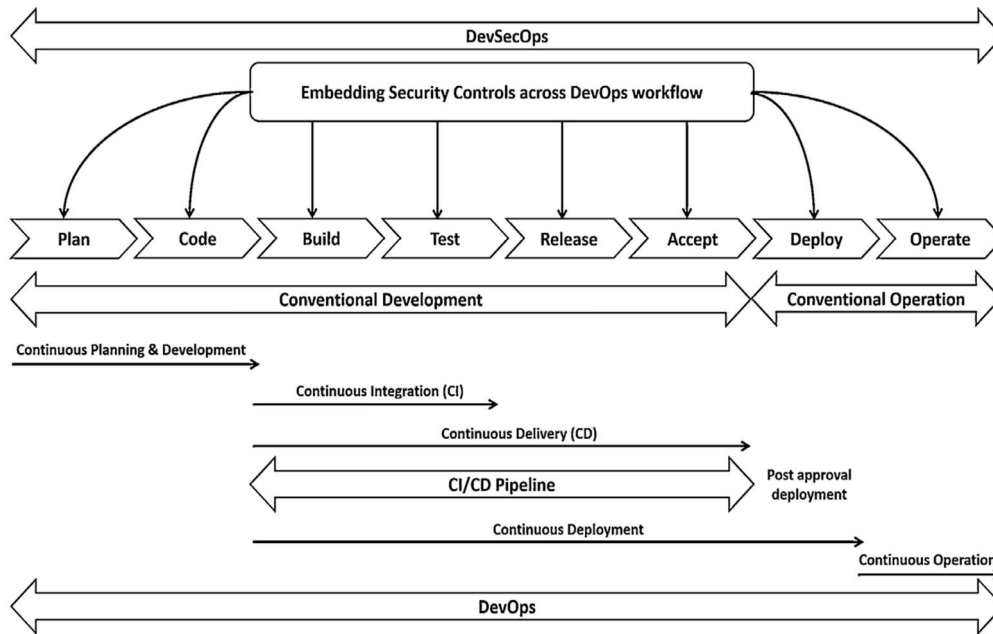 DevSecOps
Embedding Security Controls across DevOps workflow
Plan
Code
Build
Test
Release
Accept
Deploy
Operate
Conventional Development
Conventional Operation
Continuous Planning & Development
Continuous Integration (CI)
Continuous Delivery (CD)
CI/CD Pipeline
Post approval
deployment
Continuous Deployment
Continuous Operation
DevOps